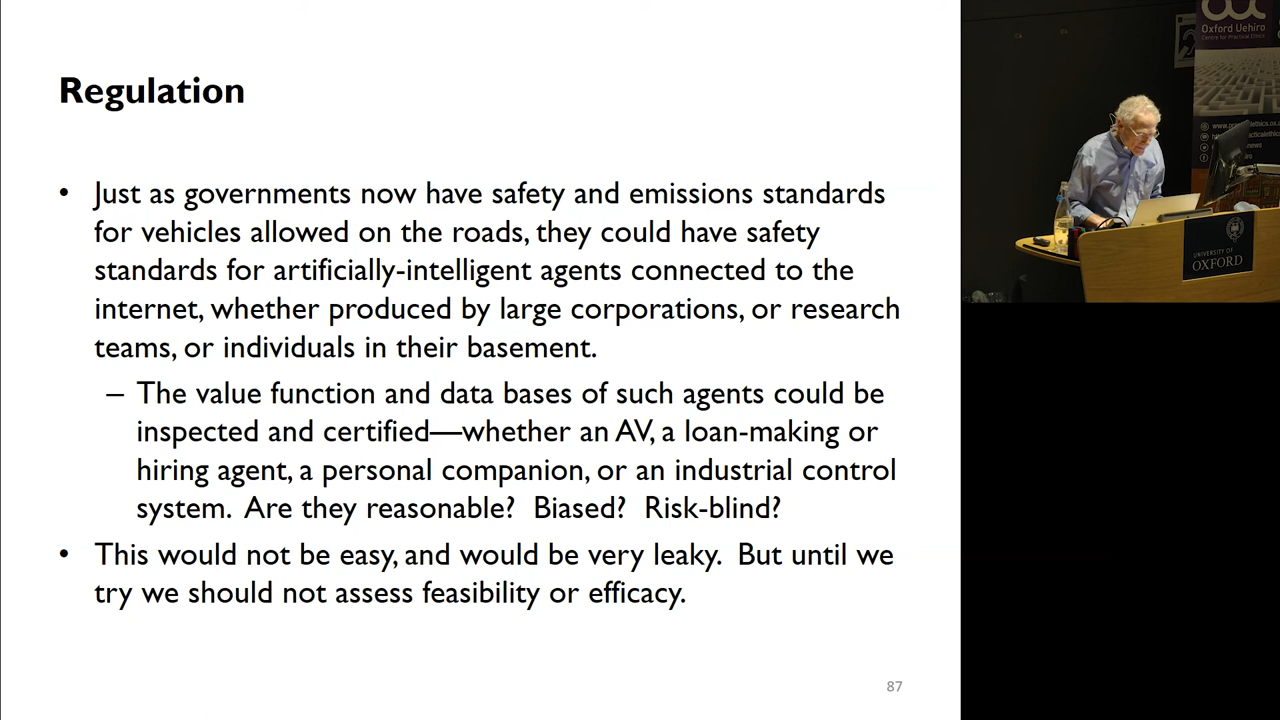 Regulation
• Just as governments now have safety and emissions standards
for vehicles allowed on the roads, they could have safety
standards for artificially-intelligent agents connected to the
internet, whether produced by large corporations, or research
teams, or individuals in their basement.
– The value function and data bases of such agents could be
inspected and certified—whether an AV, a loan-making or
hiring agent, a personal companion, or an industrial control
system.  Are they reasonable?  Biased?  Risk-blind?
• This would not be easy, and would be very leaky.  But until we
try we should not assess feasibility or efficacy.
87
Oxford Uehiro
Centre for Practical Ethics
UNIVERSITY OF
OXFORD